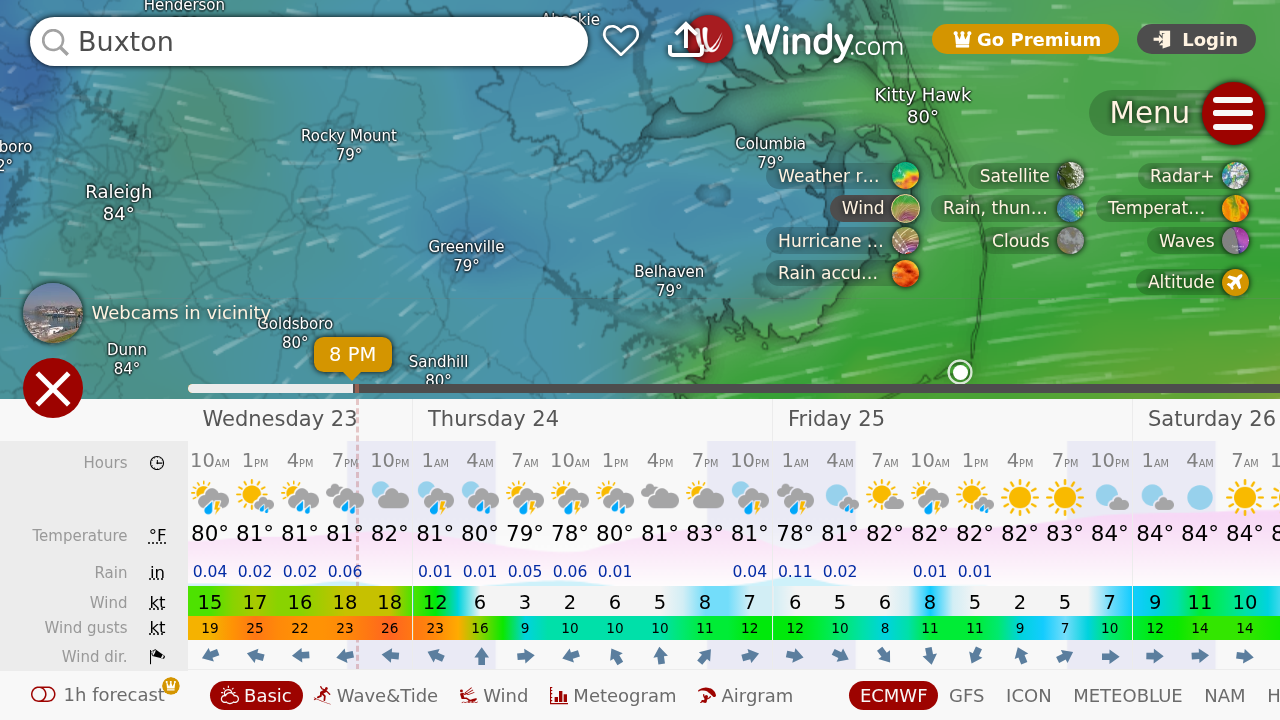 Henderson
Ahoskie
Buxton
Windy.com
Go Premium
Login
Kitty Hawk
80°
Menu
Rocky Mount
79°
Columbia
79°
boro
2°
Raleigh
84°
Weather r...
Satellite
Radar+
Wind
Rain, thun...
Temperat...
Hurricane ...
Clouds
Waves
Rain accu...
Altitude
Greenville
79°
Belhaven
79°
Webcams in vicinity
Goldsboro
80°
Dunn
84°
8 PM
Sandhill
80°
Wednesday 23 Thursday 24 Friday 25 Saturday 26
Hours 10AM 1PM 4PM 7PM 10PM 1AM 4AM 7AM 10AM 1PM 4PM 7PM 10PM 1AM 4AM 7AM 10AM 1PM 4PM 7PM 10PM 1AM 4AM 7AM 1
Temperature °F 80° 81° 81° 81° 82° 81° 80° 79° 78° 80° 81° 83° 81° 78° 81° 82° 82° 82° 82° 83° 84° 84° 84° 84° 8
Rain in 0.04 0.02 0.02 0.06 0.01 0.01 0.05 0.06 0.01 0.04 0.11 0.02 0.01 0.01
Wind kt 15 17 16 18 18 12 6 3 2 6 5 8 7 6 5 6 8 5 2 5 7 9 11 10
Wind gusts kt 19 25 22 23 26 23 16 9 10 10 10 11 12 12 10 8 11 11 9 7 10 12 14 14
Wind dir.
1h forecast
Basic
Wave&Tide
Wind
Meteogram
Airgram
ECMWF
GFS
ICON
METEOBLUE
NAM
H